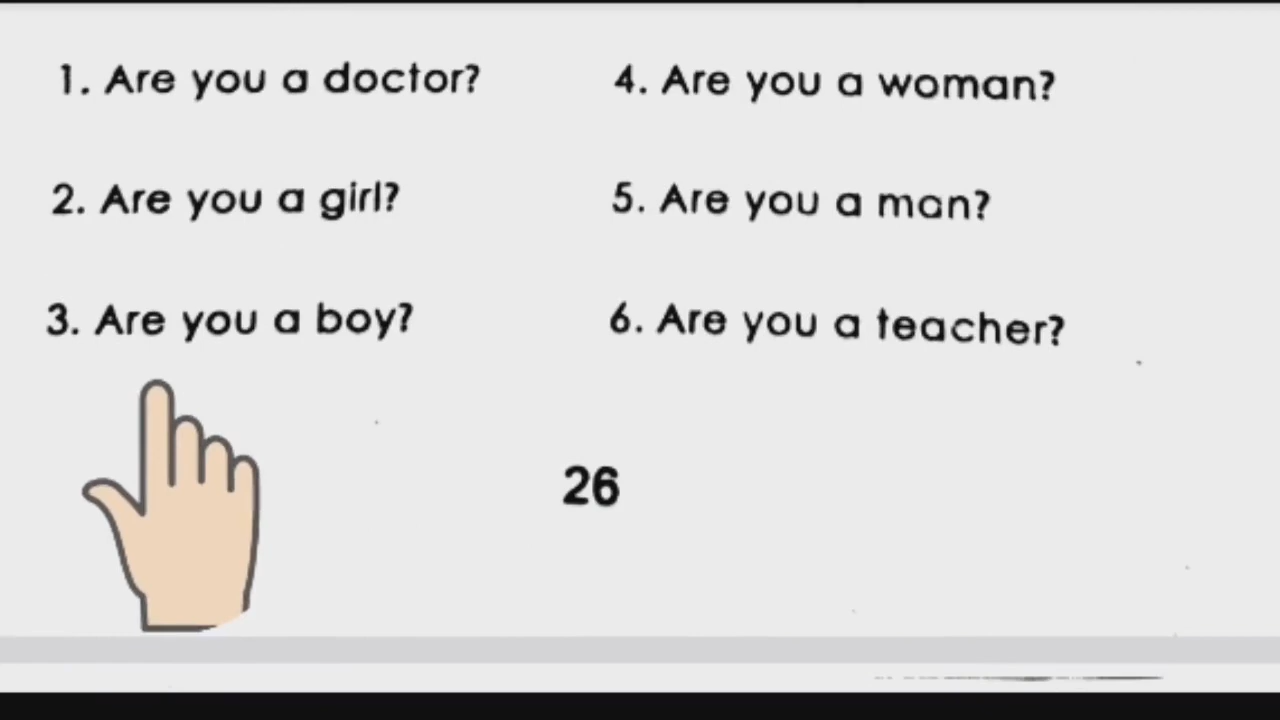 1. Are you a doctor?
2. Are you a girl?
3. Are you a boy?
4. Are you a woman?
5. Are you a man?
6. Are you a teacher?
26